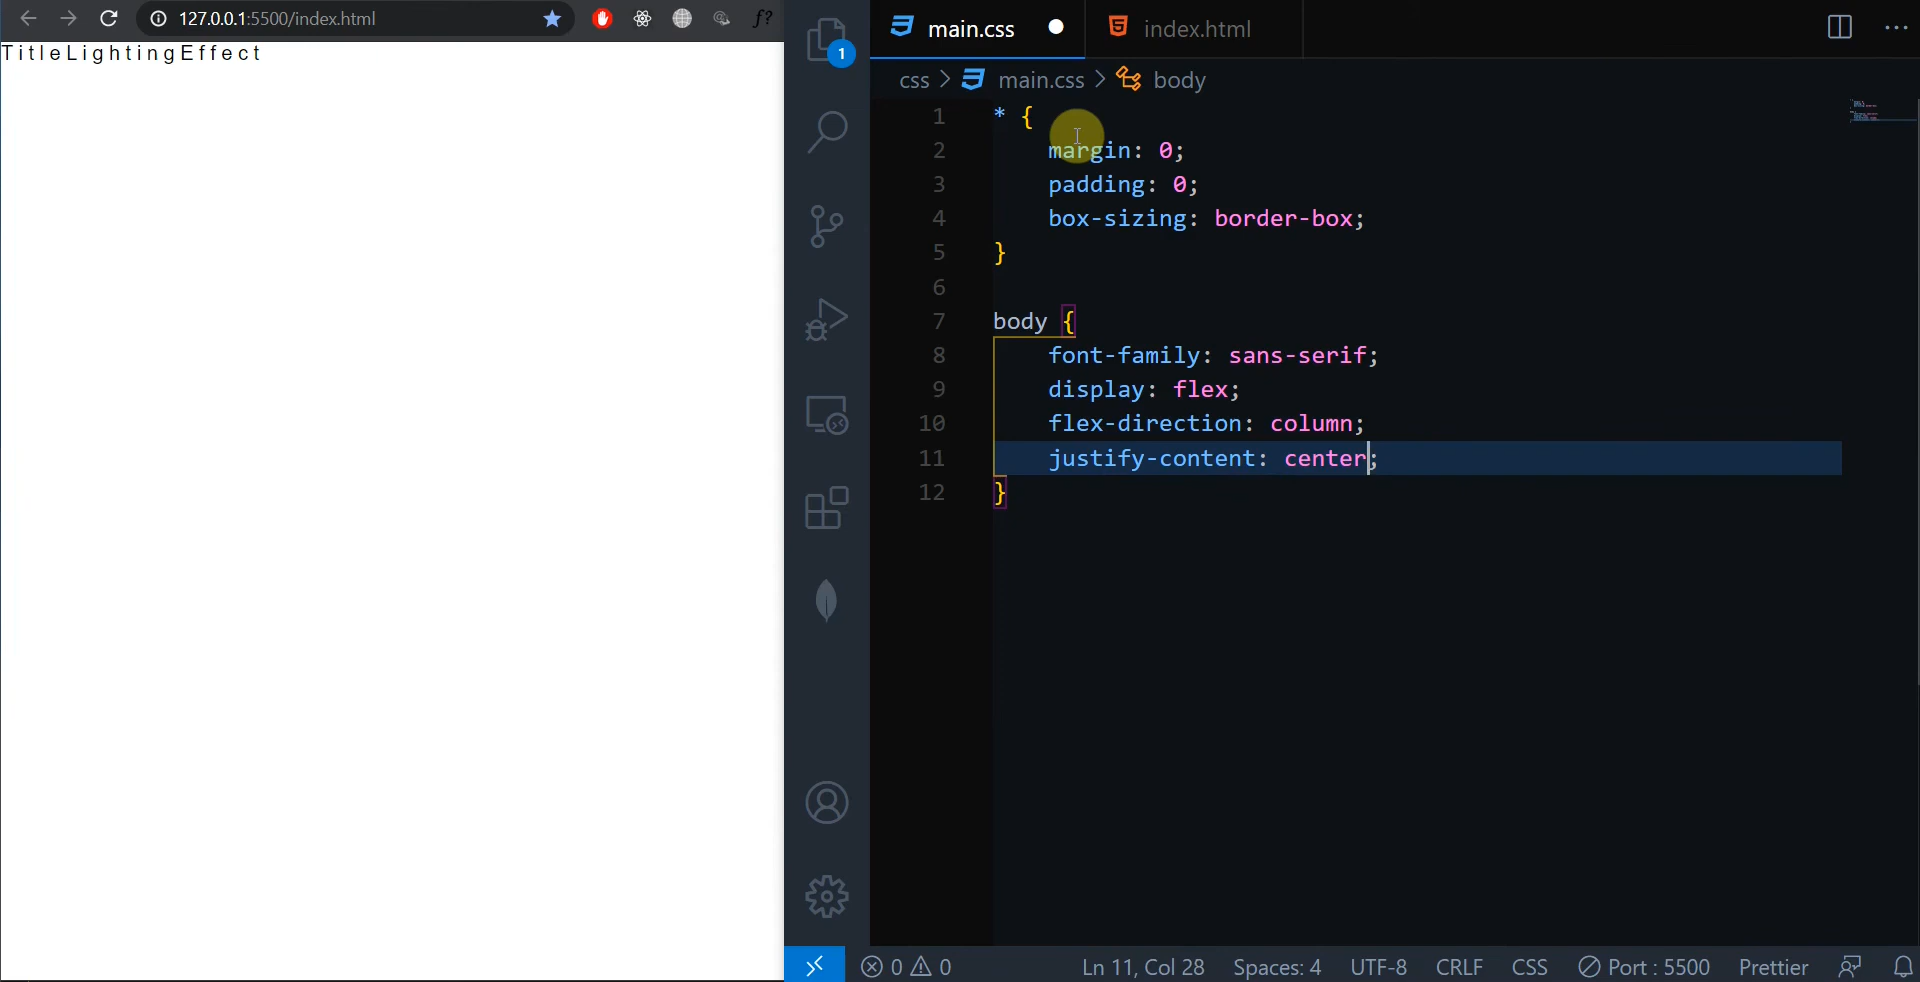 127.0.0.1:5500/index.html
f?
T i t l e L i g h t i n g E f f e c t
1
main.css
index.html
css > main.css > body
1 * {
2 margin: 0;
3 padding: 0;
4 box-sizing: border-box;
5 }
6
7 body {
8 font-family: sans-serif;
9 display: flex;
10 flex-direction: column;
11 justify-content: center;
12 }
0 0 Ln 11, Col 28 Spaces: 4 UTF-8 CRLF CSS Port : 5500 Prettier